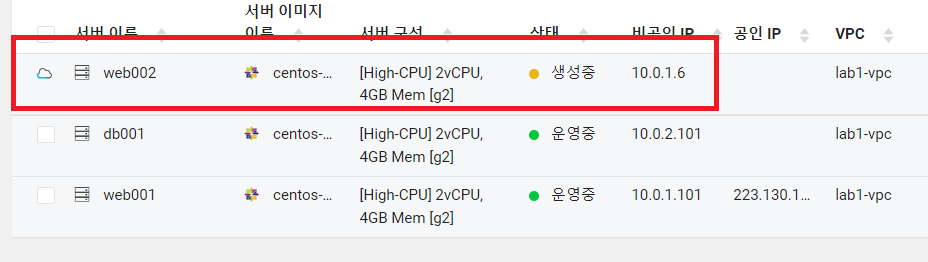 서버 이미지
서버 이름 이름 서버 구성 상태 비공인 IP 공인 IP VPC
web002 centos-... [High-CPU] 2vCPU, 생성중 10.0.1.6 lab1-vpc
4GB Mem [g2]
db001 centos-... [High-CPU] 2vCPU, 운영중 10.0.2.101 lab1-vpc
4GB Mem [g2]
web001 centos-... [High-CPU] 2vCPU, 운영중 10.0.1.101 223.130.1... lab1-vpc
4GB Mem [g2]